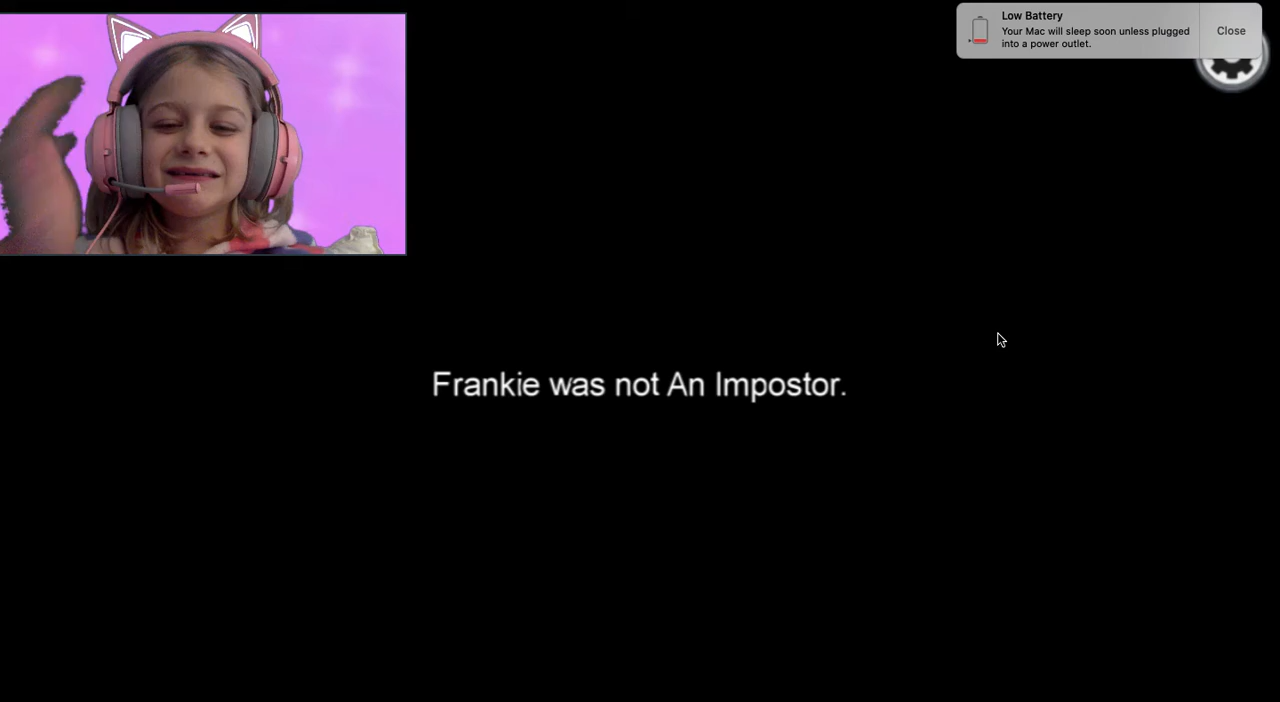 Low Battery
Your Mac will sleep soon unless plugged
into a power outlet.
Close
Frankie was not An Impostor.